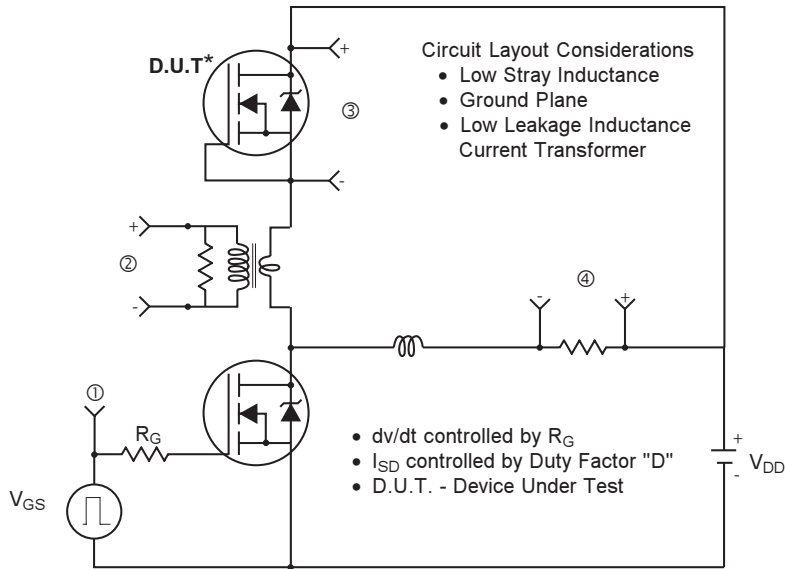 D.U.T*
+
Circuit Layout Considerations
• Low Stray Inductance
• Ground Plane
• Low Leakage Inductance
Current Transformer
③
-
+
②
-
④
-
+
①
RG
VGS
• dv/dt controlled by RG
• ISD controlled by Duty Factor "D"
• D.U.T. - Device Under Test
+
VDD
-